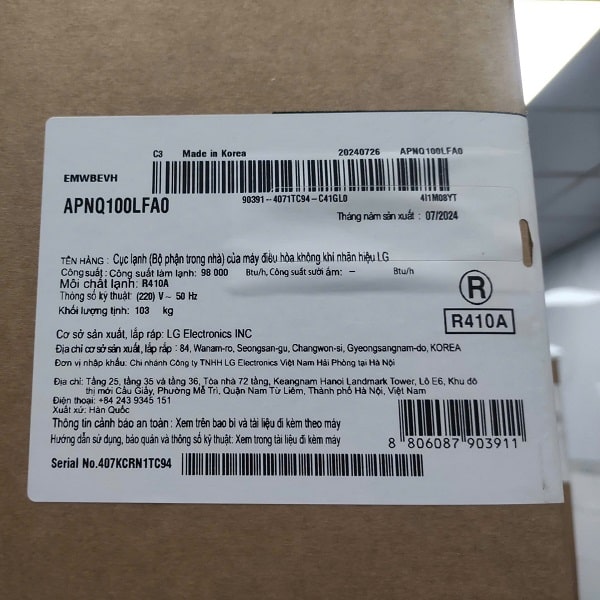 C3 Made in Korea 20240726 APNQ100LFA0
EMWBEVH
APNQ100LFA0
90391-4071TC94-C41GL0 4I1M08YT
Tháng năm sản xuất : 07/2024
TÊN HÀNG : Cục lạnh (Bộ phận trong nhà) của máy điều hòa không khí nhãn hiệu LG
Công suất : Công suất làm lạnh: 98 000 Btu/h, Công suất sưởi ấm: — Btu/h
Môi chất lạnh: R410A
Thông số kỹ thuật: (220) V ~ 50 Hz
Khối lượng tịnh: 103 kg
R
R410A
Cơ sở sản xuất, lắp ráp: LG Electronics INC
Địa chỉ cơ sở sản xuất, lắp ráp : 84, Wanam-ro, Seongsan-gu, Changwon-si, Gyeongsangnam-do, KOREA
Đơn vị nhập khẩu: Chi nhánh Công ty TNHH LG Electronics Việt Nam Hải Phòng tại Hà Nội
Địa chỉ: Tầng 25, tầng 35 và tầng 36, Tòa nhà 72 tầng, Keangnam Hanoi Landmark Tower, Lô E6, Khu đô
thị mới Cầu Giấy, Phường Mễ Trì, Quận Nam Từ Liêm, Thành phố Hà Nội, Việt Nam
Điện thoại: +84 243 9345 151
Xuất xứ: Hàn Quốc
Thông tin cảnh báo an toàn: Xem trên bao bì và tài liệu đi kèm theo máy
Hướng dẫn sử dụng, bảo quản và thông số kỹ thuật: Xem trong tài liệu đi kèm máy
8 806087 903911
Serial No.407KCRN1TC94